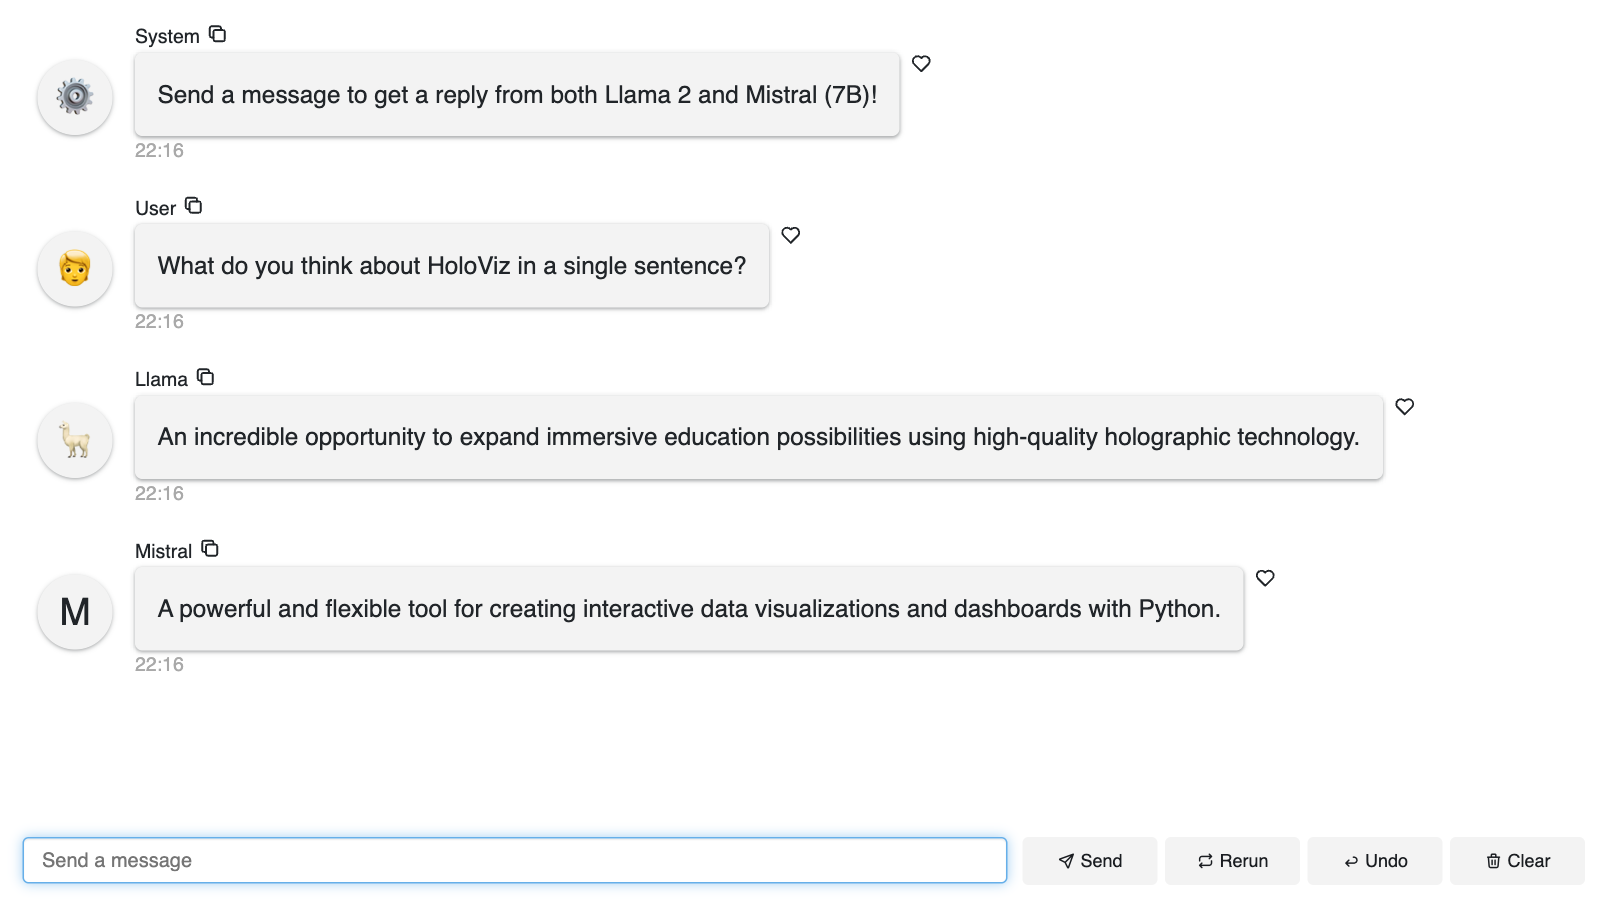 System
Send a message to get a reply from both Llama 2 and Mistral (7B)!
22:16
User
What do you think about HoloViz in a single sentence?
22:16
Llama
An incredible opportunity to expand immersive education possibilities using high-quality holographic technology.
22:16
Mistral
M
A powerful and flexible tool for creating interactive data visualizations and dashboards with Python.
22:16
Send a message
Send
Rerun
Undo
Clear